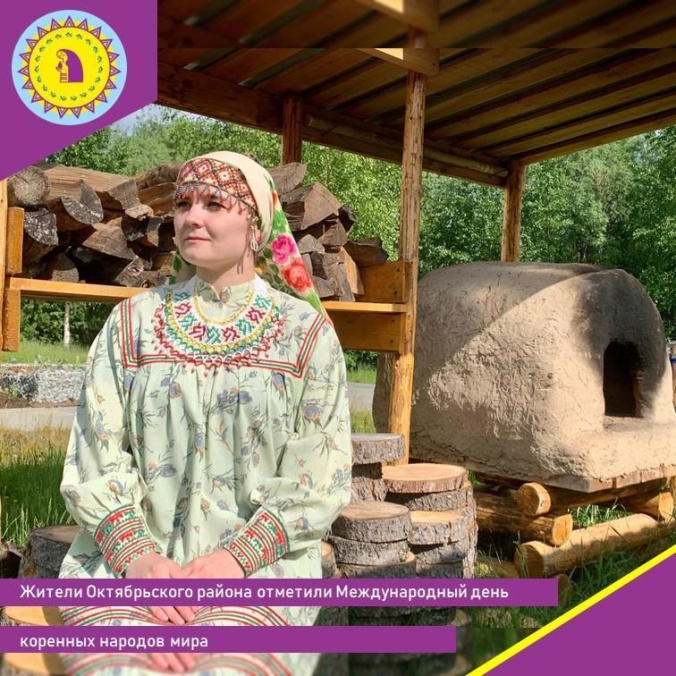 Жители Октябрьского района отметили Международный день
коренных народов мира